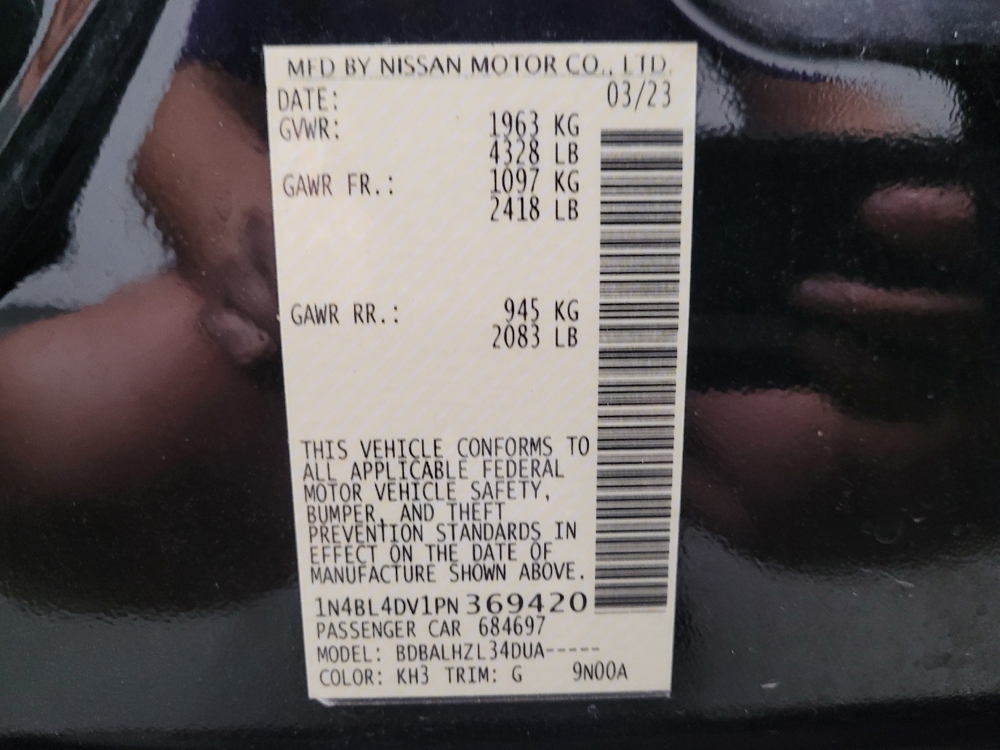 MFD BY NISSAN MOTOR CO., LTD.
DATE: 03/23
GVWR: 1963 KG
4328 LB
GAWR FR.: 1097 KG
2418 LB
GAWR RR.: 945 KG
2083 LB
THIS VEHICLE CONFORMS TO
ALL APPLICABLE FEDERAL
MOTOR VEHICLE SAFETY,
BUMPER, AND THEFT
PREVENTION STANDARDS IN
EFFECT ON THE DATE OF
MANUFACTURE SHOWN ABOVE.
1N4BL4DV1PN369420
PASSENGER CAR 684697
MODEL: BDBALHZL34DUA-----
COLOR: KH3 TRIM: G 9N00A